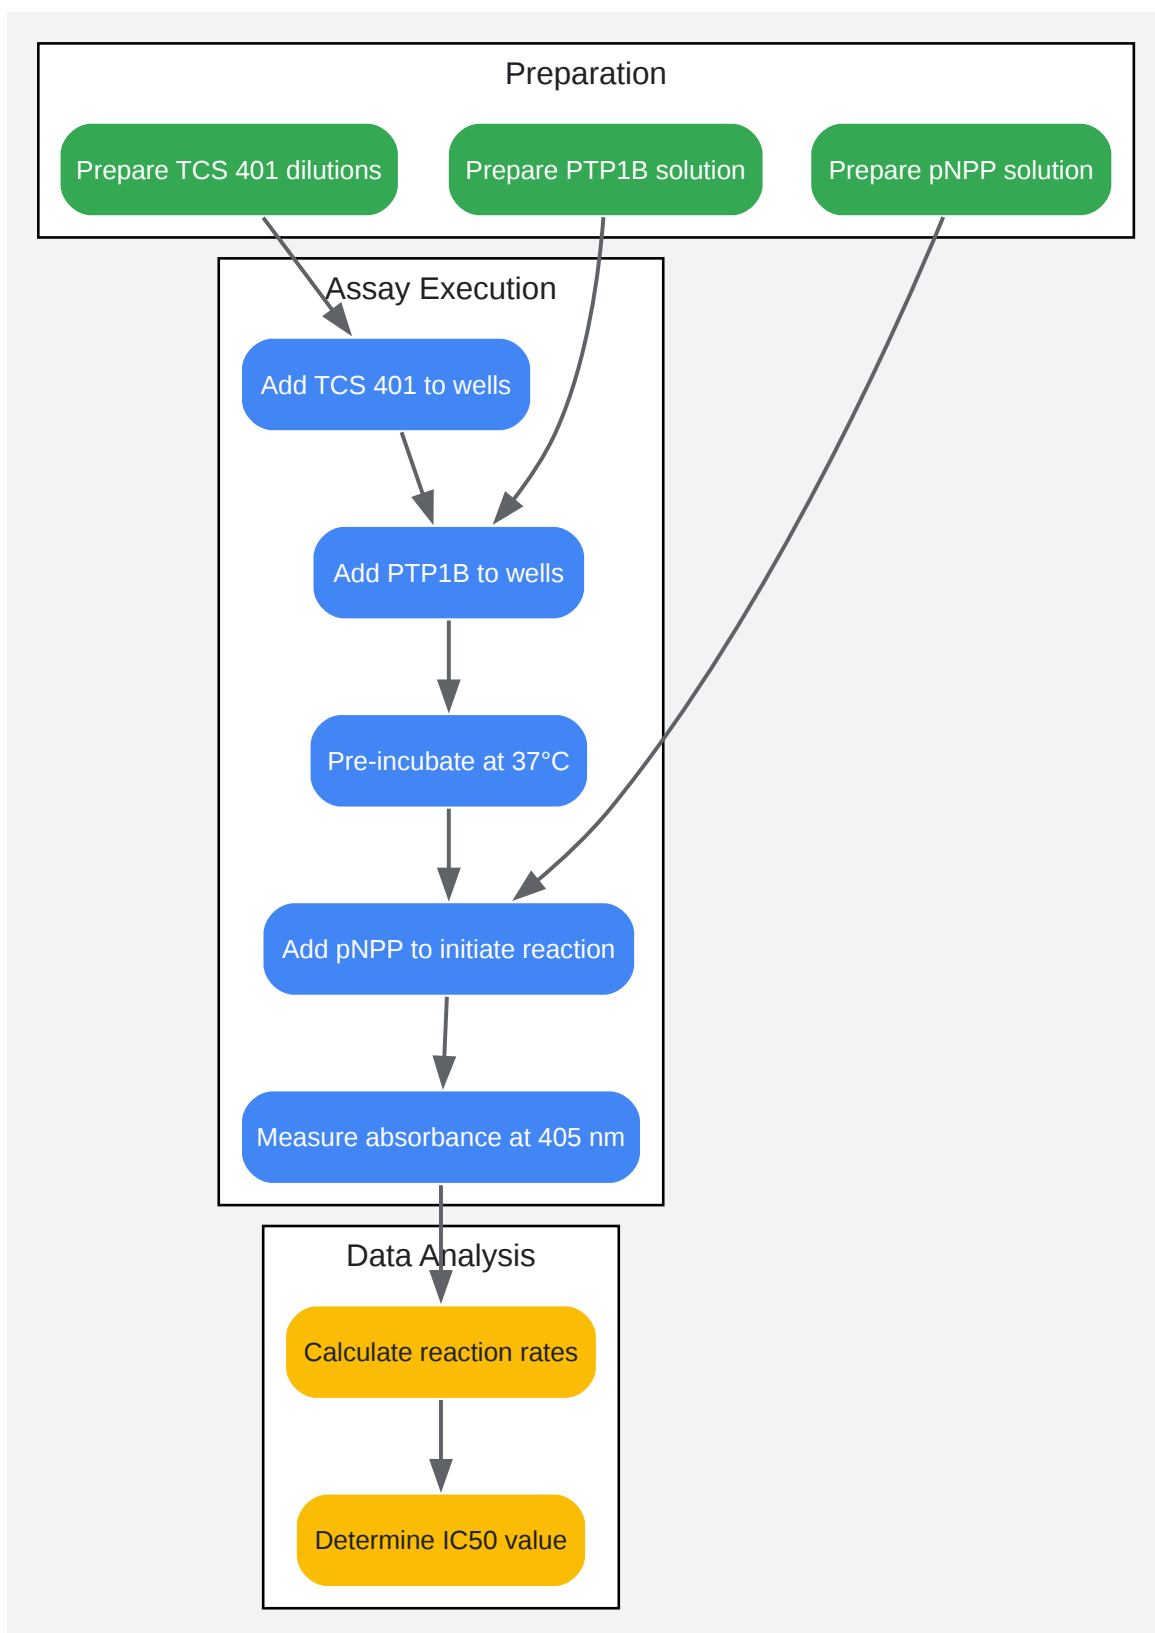 Preparation
Prepare TCS 401 dilutions
Prepare PTP1B solution
Prepare pNPP solution
Assay Execution
Add TCS 401 to wells
Add PTP1B to wells
Pre-incubate at 37°C
Add pNPP to initiate reaction
Measure absorbance at 405 nm
Data Analysis
Calculate reaction rates
Determine IC50 value